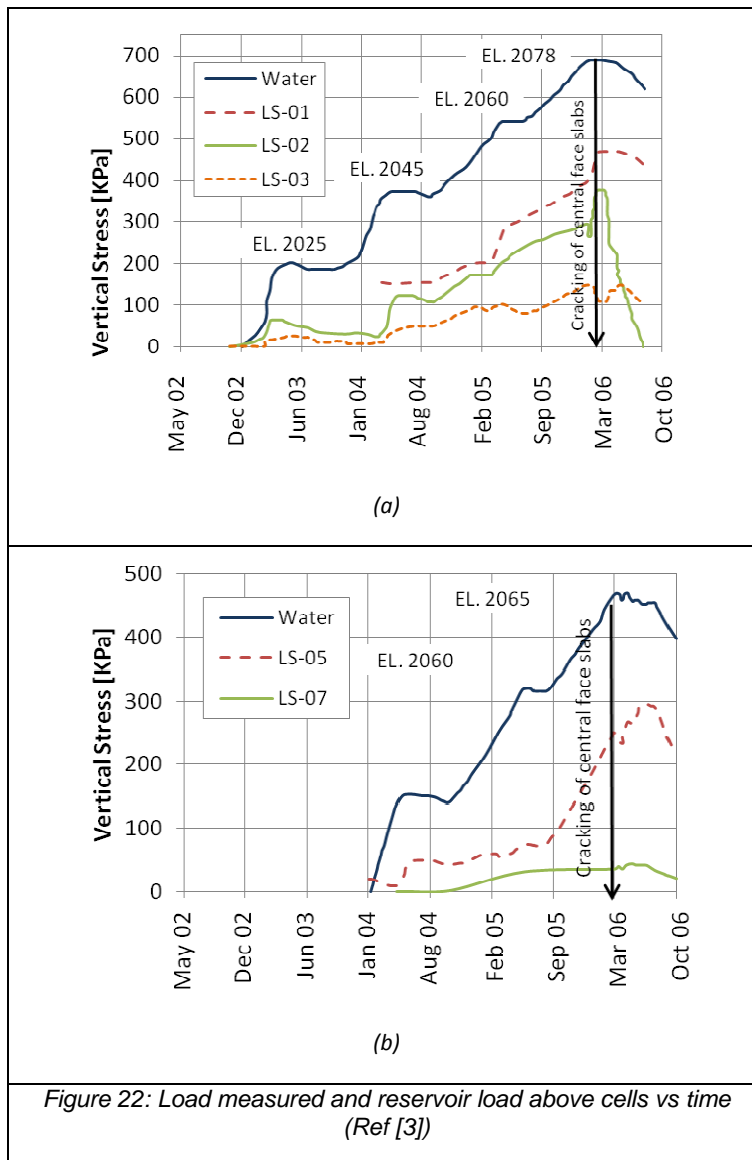 700
600
500
400
300
200
100
0
Vertical Stress [KPa]
Water
LS-01
LS-02
LS-03
EL. 2025
EL. 2045
EL. 2060
EL. 2078
Cracking of central face slabs
May 02
Dec 02
Jun 03
Jan 04
Aug 04
Feb 05
Sep 05
Mar 06
Oct 06
(a)
500
400
300
200
100
0
Vertical Stress [KPa]
Water
LS-05
LS-07
EL. 2060
EL. 2065
Cracking of central face slabs
May 02
Dec 02
Jun 03
Jan 04
Aug 04
Feb 05
Sep 05
Mar 06
Oct 06
(b)
Figure 22: Load measured and reservoir load above cells vs time
(Ref [3])